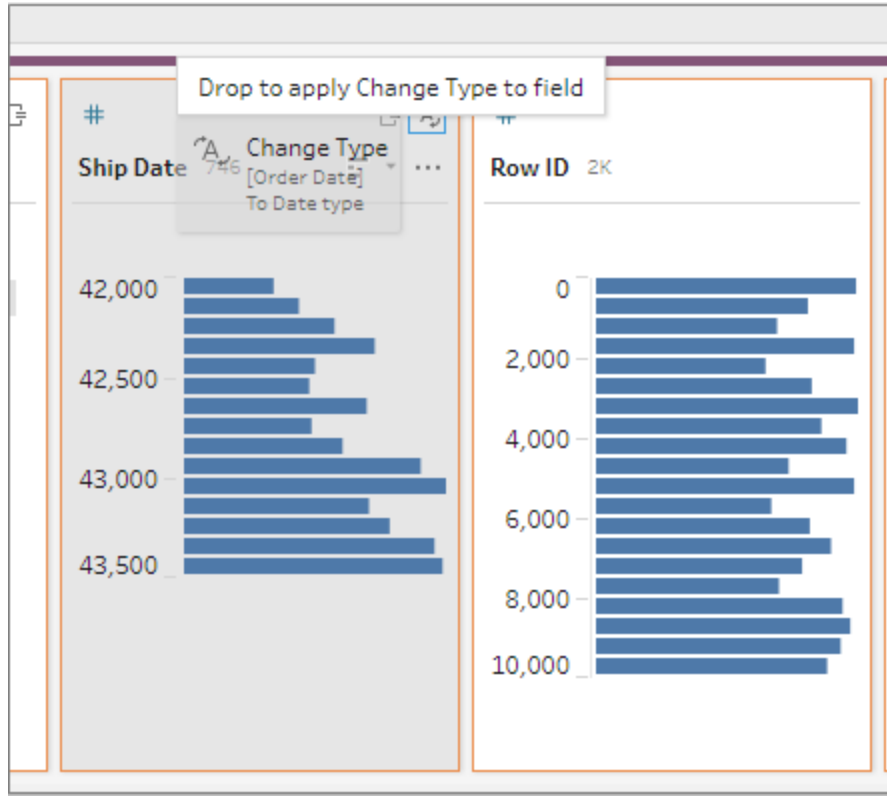 Drop to apply Change Type to field
#
#
Change Type
Ship Date 746
[Order Date]
To Date type
Row ID 2K
42,000
42,500
43,000
43,500
0
2,000
4,000
6,000
8,000
10,000